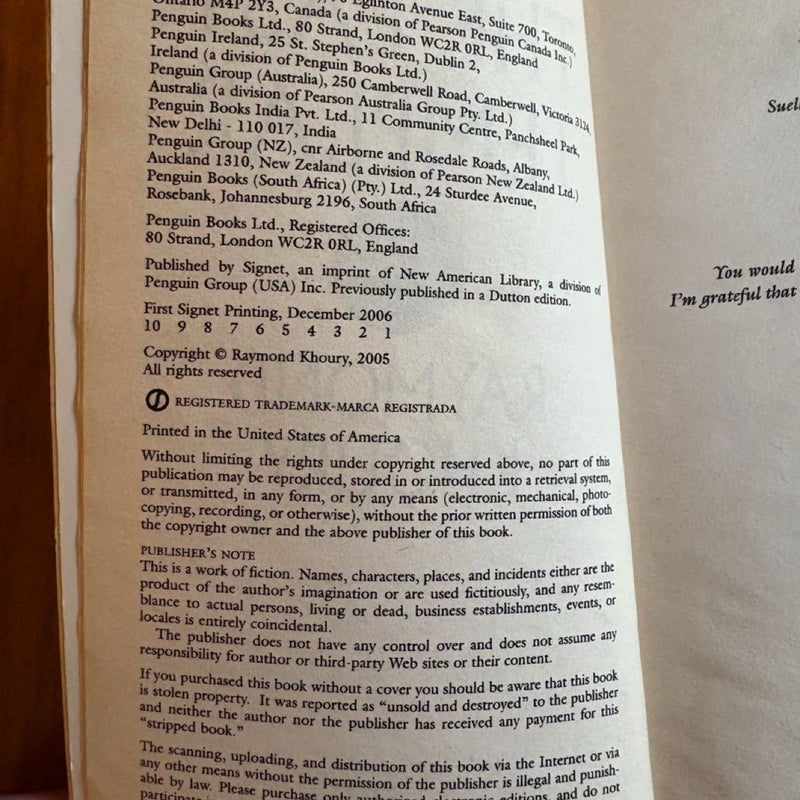 Eglinton Avenue East, Suite 700, Toronto,
Ontario M4P 2Y3, Canada (a division of Pearson Penguin Canada Inc.)
Penguin Books Ltd., 80 Strand, London WC2R 0RL, England
Penguin Ireland, 25 St. Stephen's Green, Dublin 2,
Ireland (a division of Penguin Books Ltd.)
Penguin Group (Australia), 250 Camberwell Road, Camberwell, Victoria 3124,
Australia (a division of Pearson Australia Group Pty. Ltd.)
Penguin Books India Pvt. Ltd., 11 Community Centre, Panchsheel Park,
New Delhi - 110 017, India
Penguin Group (NZ), cnr Airborne and Rosedale Roads, Albany,
Auckland 1310, New Zealand (a division of Pearson New Zealand Ltd.)
Penguin Books (South Africa) (Pty.) Ltd., 24 Sturdee Avenue,
Rosebank, Johannesburg 2196, South Africa
Penguin Books Ltd., Registered Offices:
80 Strand, London WC2R 0RL, England
Published by Signet, an imprint of New American Library, a division of
Penguin Group (USA) Inc. Previously published in a Dutton edition.
First Signet Printing, December 2006
10 9 8 7 6 5 4 3 2 1
Copyright © Raymond Khoury, 2005
All rights reserved
REGISTERED TRADEMARK-MARCA REGISTRADA
Printed in the United States of America
Without limiting the rights under copyright reserved above, no part of this
publication may be reproduced, stored in or introduced into a retrieval system,
or transmitted, in any form, or by any means (electronic, mechanical, photo-
copying, recording, or otherwise), without the prior written permission of both
the copyright owner and the above publisher of this book.
PUBLISHER'S NOTE
This is a work of fiction. Names, characters, places, and incidents either are the
product of the author's imagination or are used fictitiously, and any resem-
blance to actual persons, living or dead, business establishments, events, or
locales is entirely coincidental.
The publisher does not have any control over and does not assume any
responsibility for author or third-party Web sites or their content.
If you purchased this book without a cover you should be aware that this book
is stolen property. It was reported as "unsold and destroyed" to the publisher
and neither the author nor the publisher has received any payment for this
"stripped book."
The scanning, uploading, and distribution of this book via the Internet or via
any other means without the permission of the publisher is illegal and punish-
able by law. Please purchase only authorized electronic editions, and do not
participate
Suell
You would
I'm grateful that